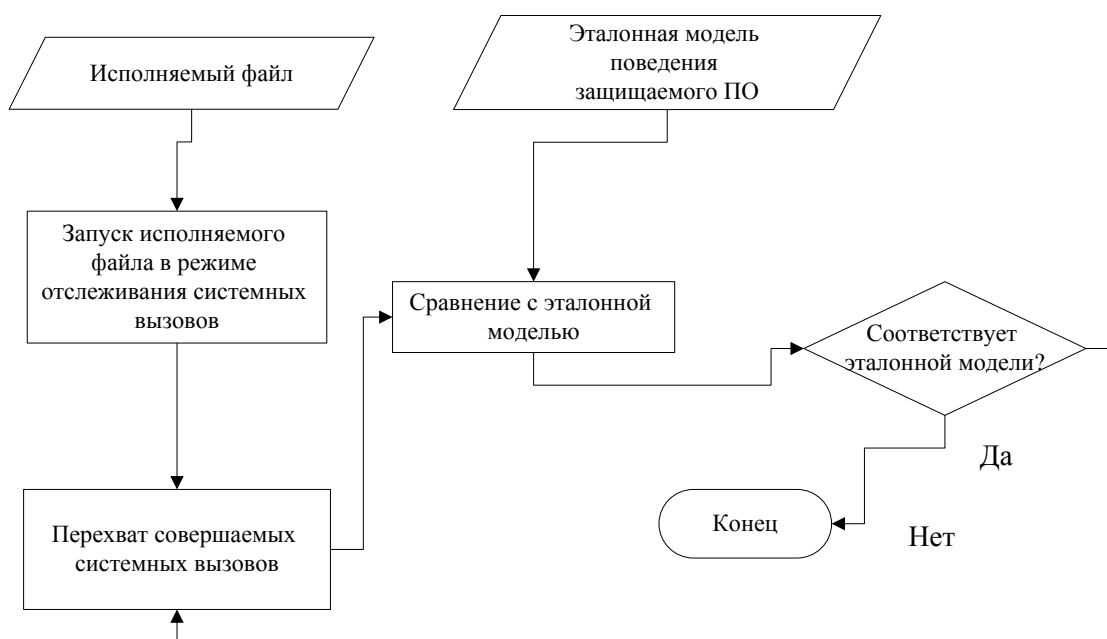 Исполняемый файл
Эталонная модель
поведения
защищаемого ПО
Запуск исполняемого
файла в режиме
отслеживания системных
вызовов
Сравнение с эталонной
моделью
Соответствует
эталонной модели?
Да
Перехват совершаемых
системных вызовов
Конец
Нет